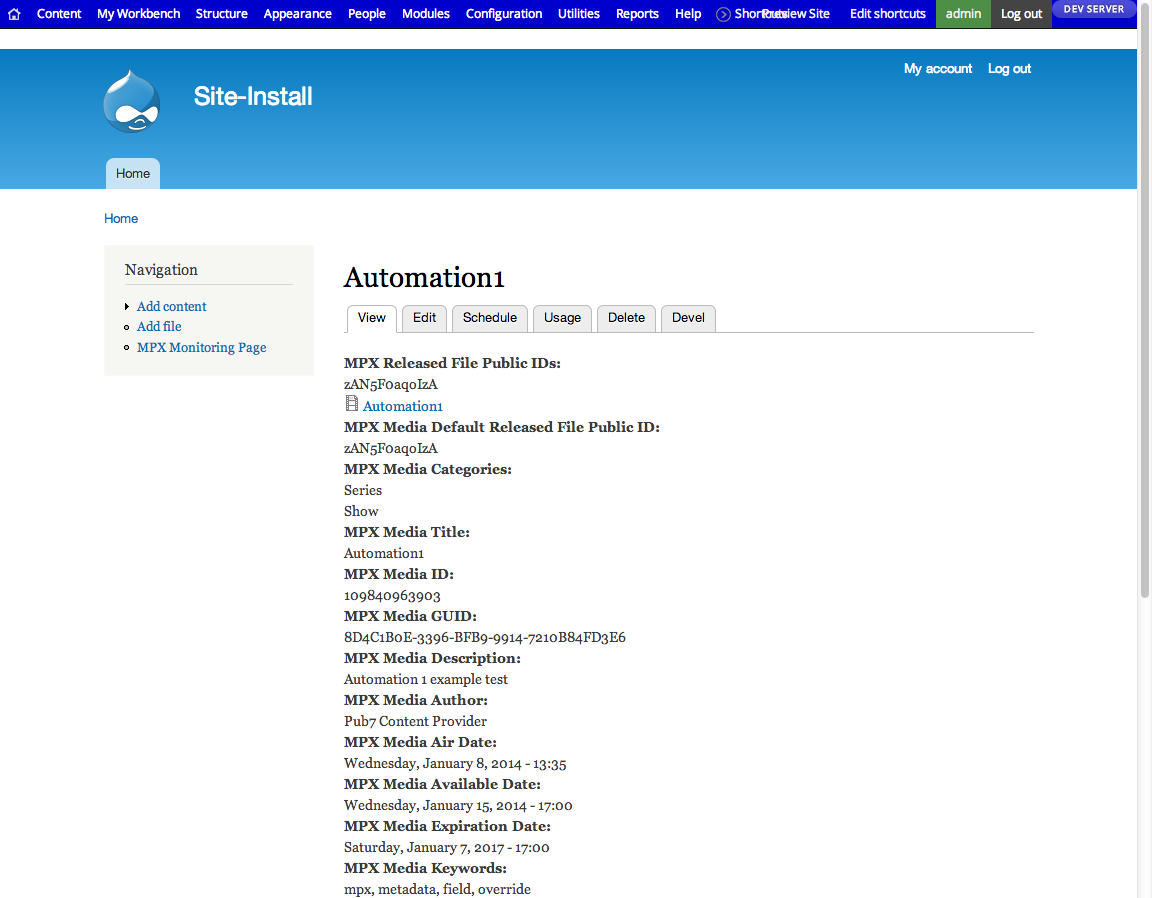 Content My Workbench Structure Appearance People Modules Configuration Utilities Reports Help Shortcuts Preview Site Edit shortcuts admin Log out DEV SERVER
My account Log out
Site-Install
Home
Home
Navigation
Add content
Add file
MPX Monitoring Page
Automation1
View Edit Schedule Usage Delete Devel
MPX Released File Public IDs:
zAN5F0aqoIzA
Automation1
MPX Media Default Released File Public ID:
zAN5F0aqoIzA
MPX Media Categories:
Series
Show
MPX Media Title:
Automation1
MPX Media ID:
109840963903
MPX Media GUID:
8D4C1B0E-3396-BFB9-9914-7210B84FD3E6
MPX Media Description:
Automation 1 example test
MPX Media Author:
Pub7 Content Provider
MPX Media Air Date:
Wednesday, January 8, 2014 - 13:35
MPX Media Available Date:
Wednesday, January 15, 2014 - 17:00
MPX Media Expiration Date:
Saturday, January 7, 2017 - 17:00
MPX Media Keywords:
mpx, metadata, field, override